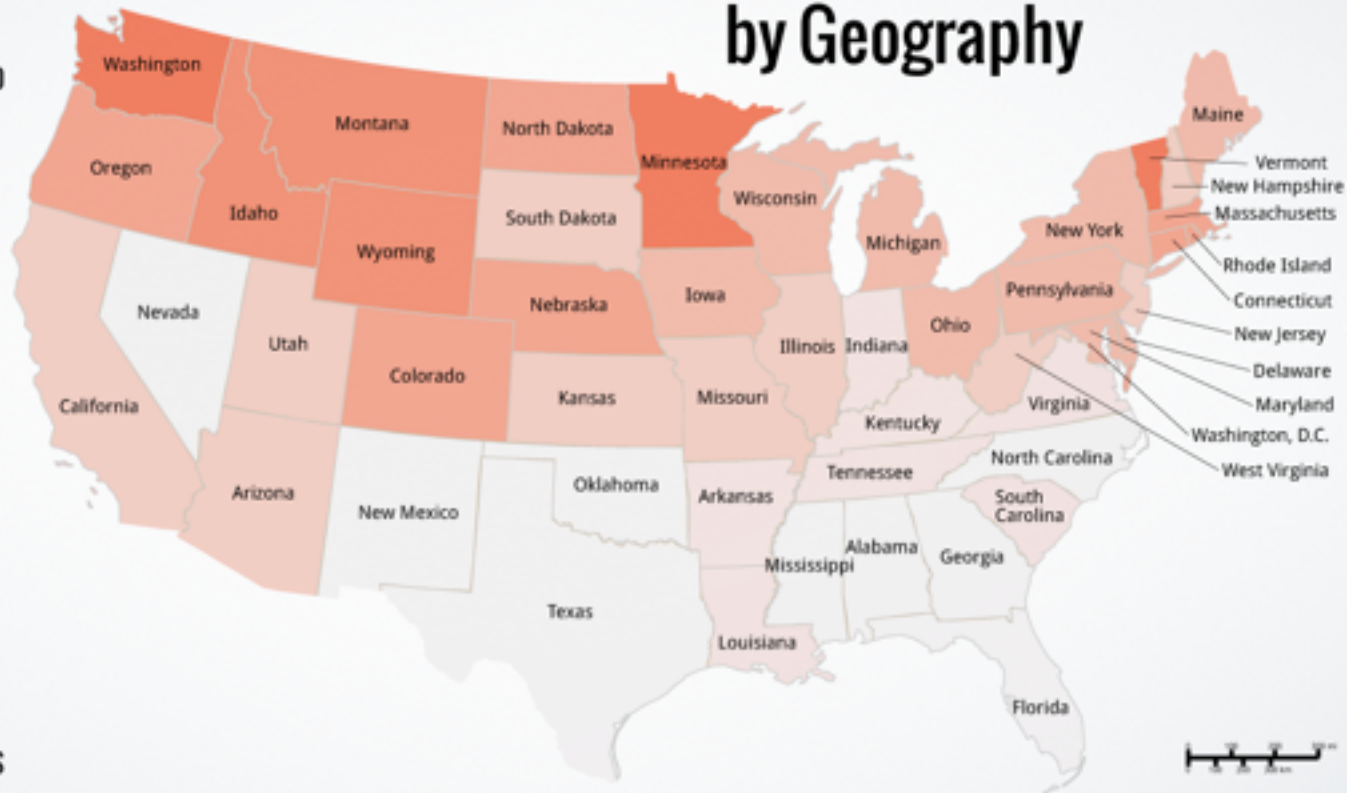 by Geography
Washington
Montana
North Dakota
Minnesota
Maine
Oregon
Vermont
Idaho
South Dakota
Wisconsin
New Hampshire
Massachusetts
Wyoming
Michigan
New York
Rhode Island
Nevada
Nebraska
Iowa
Pennsylvania
Connecticut
Utah
Illinois
Indiana
Ohio
New Jersey
Colorado
Delaware
California
Kansas
Missouri
Virginia
Maryland
Kentucky
Washington, D.C.
Arizona
Oklahoma
Tennessee
North Carolina
West Virginia
New Mexico
Arkansas
South
Carolina
Mississippi
Alabama
Georgia
Texas
Louisiana
Florida